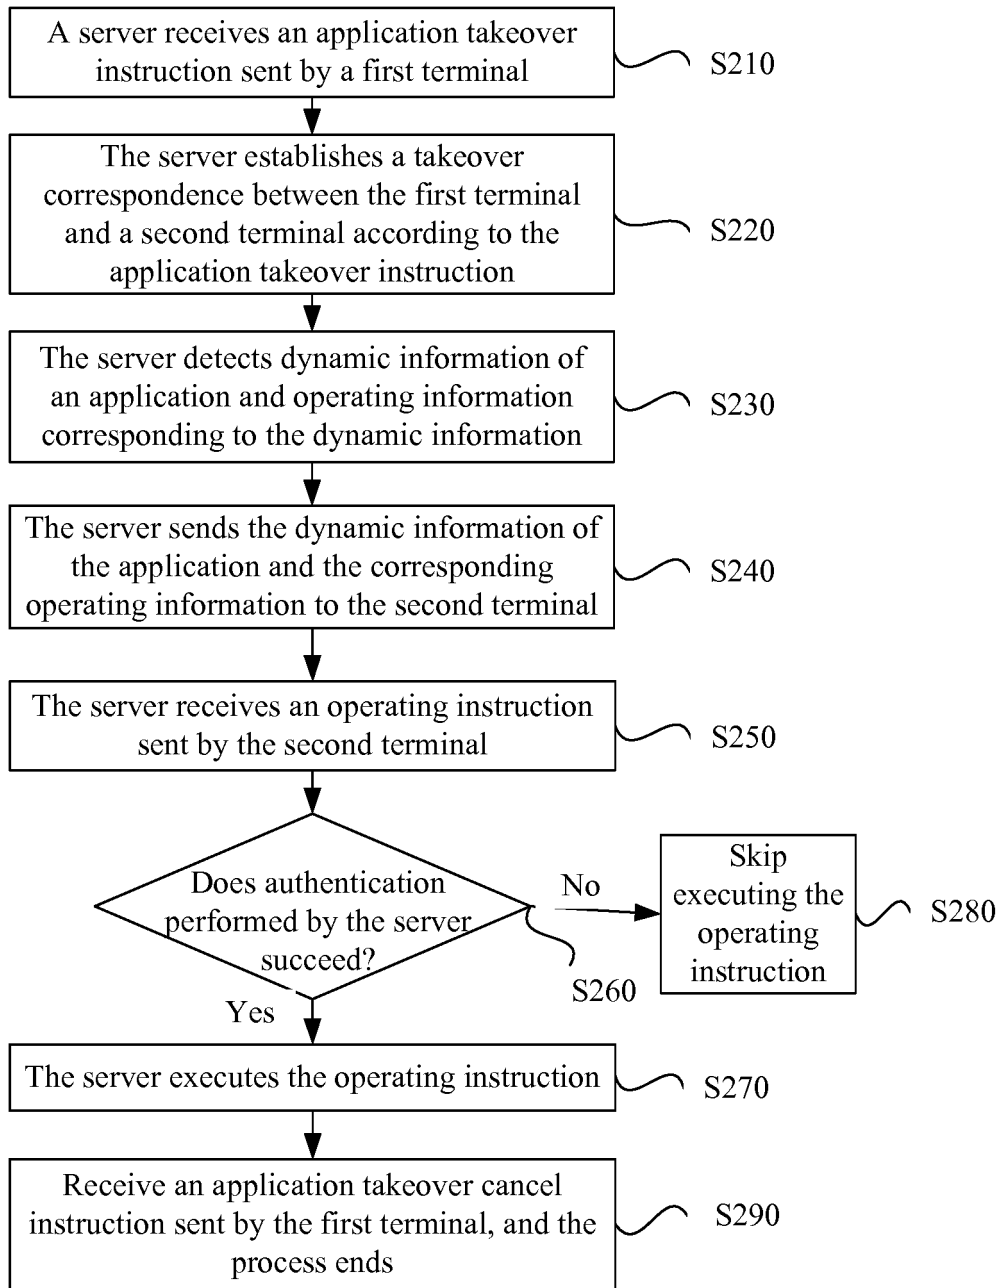 A server receives an application takeover
instruction sent by a first terminal
S210
The server establishes a takeover
correspondence between the first terminal
and a second terminal according to the
application takeover instruction
S220
The server detects dynamic information of
an application and operating information
corresponding to the dynamic information
S230
The server sends the dynamic information of
the application and the corresponding
operating information to the second terminal
S240
The server receives an operating instruction
sent by the second terminal
S250
Does authentication
performed by the server
succeed?
S260
No
Skip
executing the
operating
instruction
S280
Yes
The server executes the operating instruction
S270
Receive an application takeover cancel
instruction sent by the first terminal, and the
process ends
S290